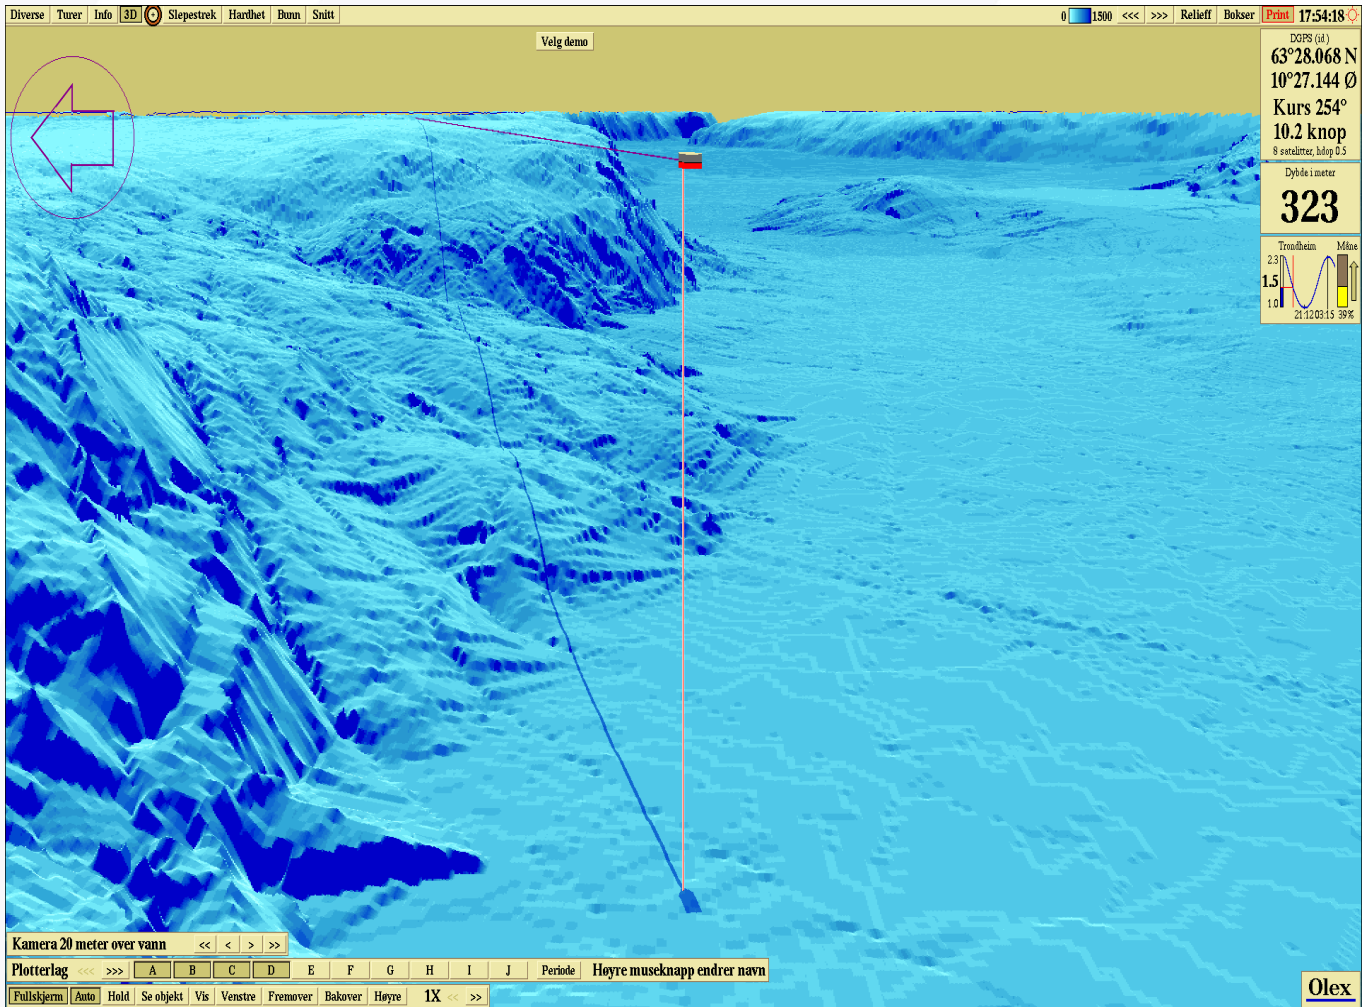 Diverse Turer Info 3D Slepestrek Hardhet Bunn Snitt 0 1500 <<< >>> Relieff Bokser Print 17:54:18
Velg demo
DGPS (id.)
63°28.068 N
10°27.144 Ø
Kurs 254°
10.2 knop
8 satelitter, hdop 0.5
Dybde i meter
323
Trondheim Måne
2.3
1.5
1.0
21:12 03:15 39%
Kamera 20 meter over vann << < > >>
Plotterlag <<< >>> A B C D E F G H I J Periode Høyre museknapp endrer navn
Fullskjerm Auto Hold Se objekt Vis Venstre Fremover Bakover Høyre 1X << >>
Olex